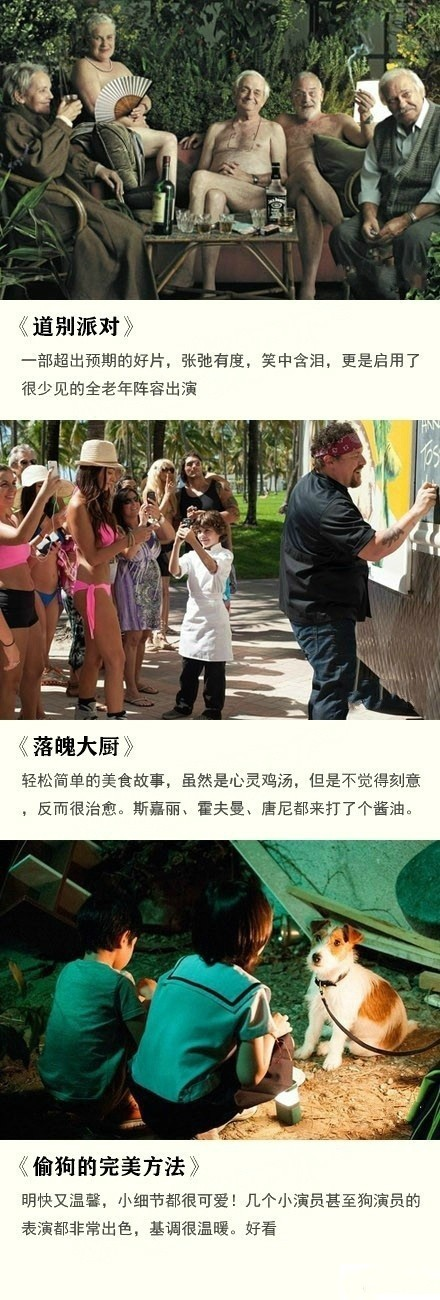 《道别派对》
一部超出预期的好片，张弛有度，笑中含泪，更是启用了
很少见的全老年阵容出演
《落魄大厨》
轻松简单的美食故事，虽然是心灵鸡汤，但是不觉得刻意
，反而很治愈。斯嘉丽、霍夫曼、唐尼都来打了个酱油。
《偷狗的完美方法》
明快又温馨，小细节都很可爱！几个小演员甚至狗演员的
表演都非常出色，基调很温暖。好看